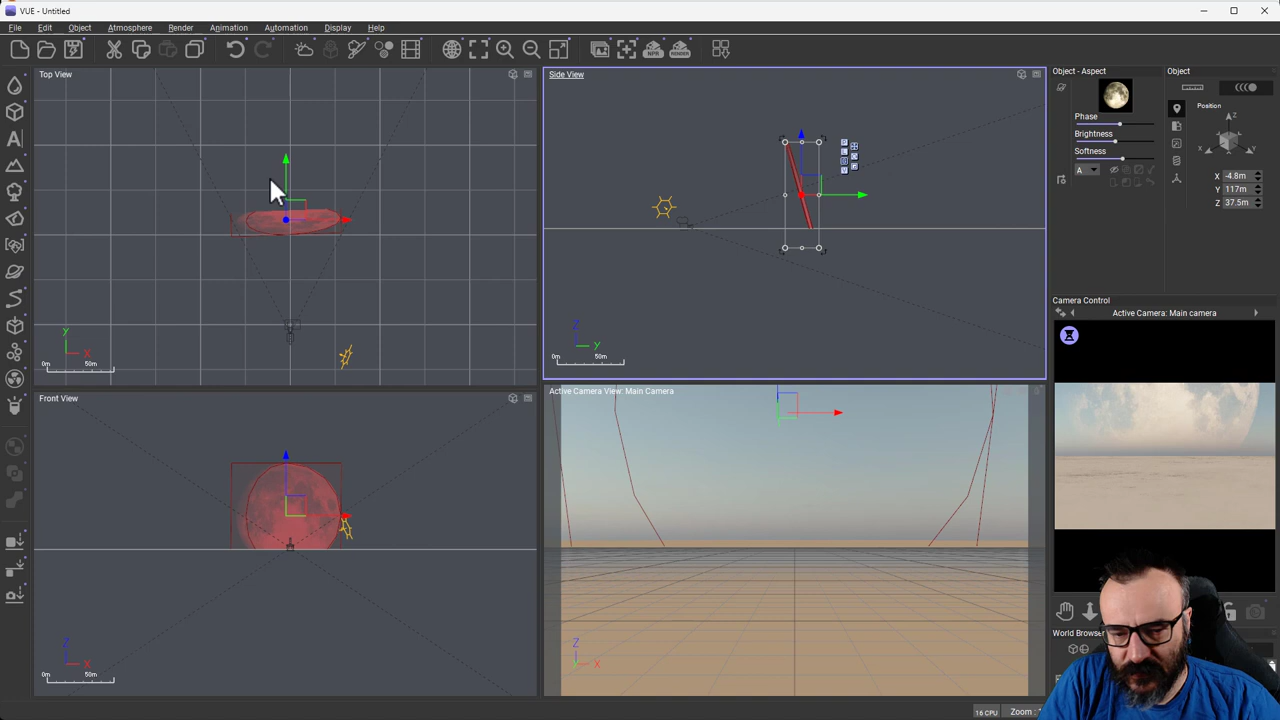 VUE - Untitled
File Edit Object Atmosphere Render Animation Automation Display Help
Top View
Side View
Object - Aspect
Object
Phase
Brightness
Softness
A
Position
Z
X
Y
X -4.8m
Y 117m
Z 37.5m
y
x
0m 50m
Z
y
0m 50m
Camera Control
Active Camera: Main camera
Front View
Active Camera View: Main Camera
Z
X
0m 50m
Z
X
World Browser
16 CPU
Zoom :
NPR
RENDER